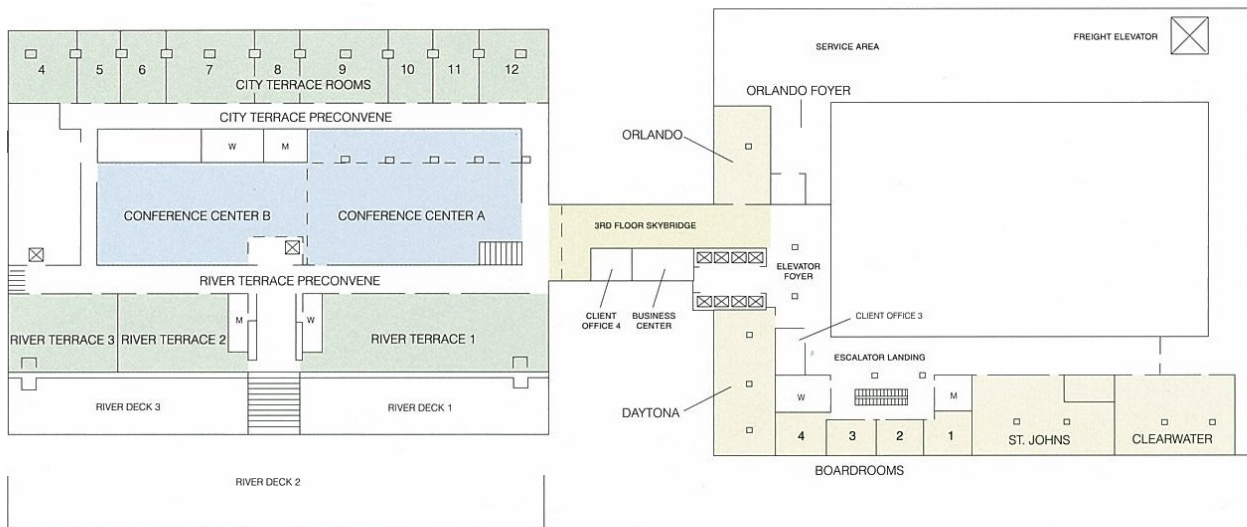 SERVICE AREA
FREIGHT ELEVATOR
4
5
6
7
8
9
10
11
12
CITY TERRACE ROOMS
ORLANDO FOYER
CITY TERRACE PRECONVENE
ORLANDO
W
M
CONFERENCE CENTER B
CONFERENCE CENTER A
3RD FLOOR SKYBRIDGE
ELEVATOR
FOYER
RIVER TERRACE PRECONVENE
CLIENT
OFFICE 4
BUSINESS
CENTER
CLIENT OFFICE 3
M
W
RIVER TERRACE 3
RIVER TERRACE 2
RIVER TERRACE 1
ESCALATOR LANDING
W
M
RIVER DECK 3
RIVER DECK 1
DAYTONA
4
3
2
1
ST. JOHNS
CLEARWATER
BOARDROOMS
RIVER DECK 2